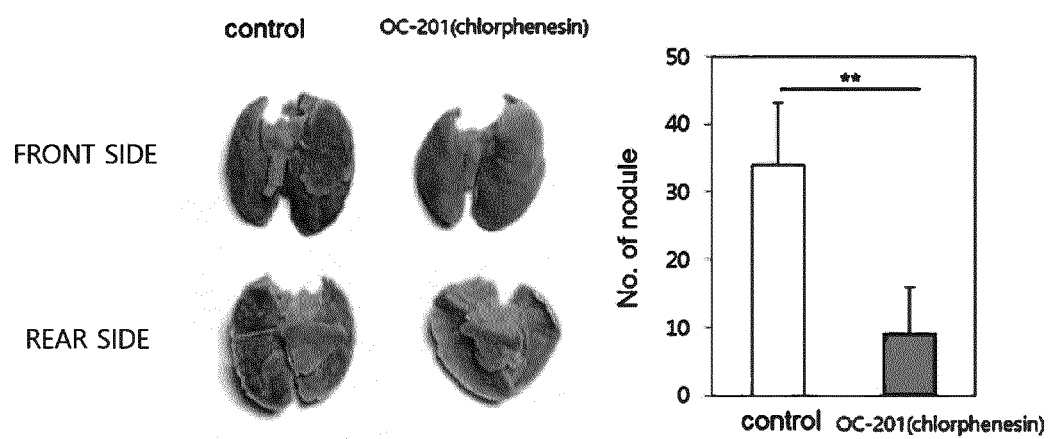 control OC-201(chlorphenesin)
FRONT SIDE
REAR SIDE
50
**
40
30
20
10
0
No. of nodule
control OC-201(chlorphenesin)